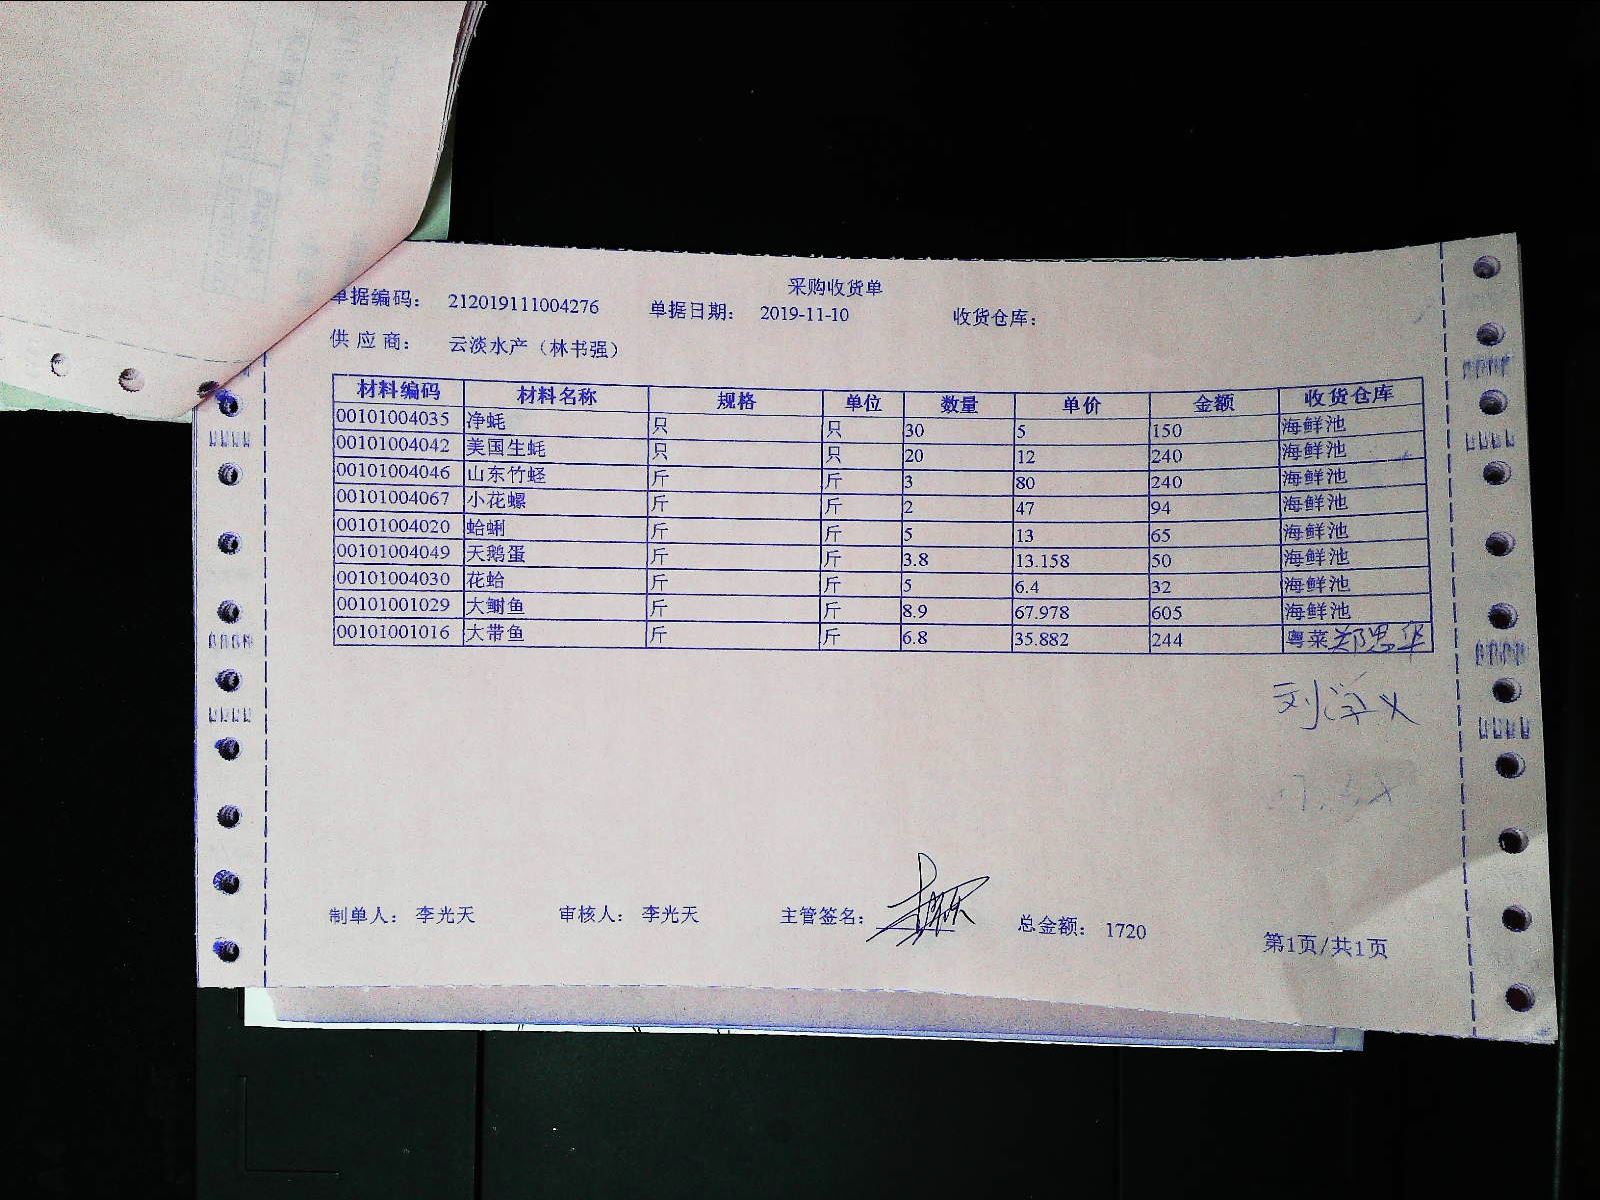 采购收货单
单据编码: 212019111004276 单据日期: 2019-11-10 收货仓库:
供 应 商: 云淡水产（林书强）
材料编码 材料名称 规格 单位 数量 单价 金额 收货仓库
00101004035 净蚝 只 只 30 5 150 海鲜池
00101004042 美国生蚝 只 只 20 12 240 海鲜池
00101004046 山东竹蛏 斤 斤 3 80 240 海鲜池
00101004067 小花螺 斤 斤 2 47 94 海鲜池
00101004020 蛤蜊 斤 斤 5 13 65 海鲜池
00101004049 天鹅蛋 斤 斤 3.8 13.158 50 海鲜池
00101004030 花蛤 斤 斤 5 6.4 32 海鲜池
00101001029 大鲥鱼 斤 斤 8.9 67.978 605 海鲜池
00101001016 大带鱼 斤 斤 6.8 35.882 244 粤菜
刘学义
制单人: 李光天 审核人: 李光天 主管签名: 总金额: 1720
第1页/共1页